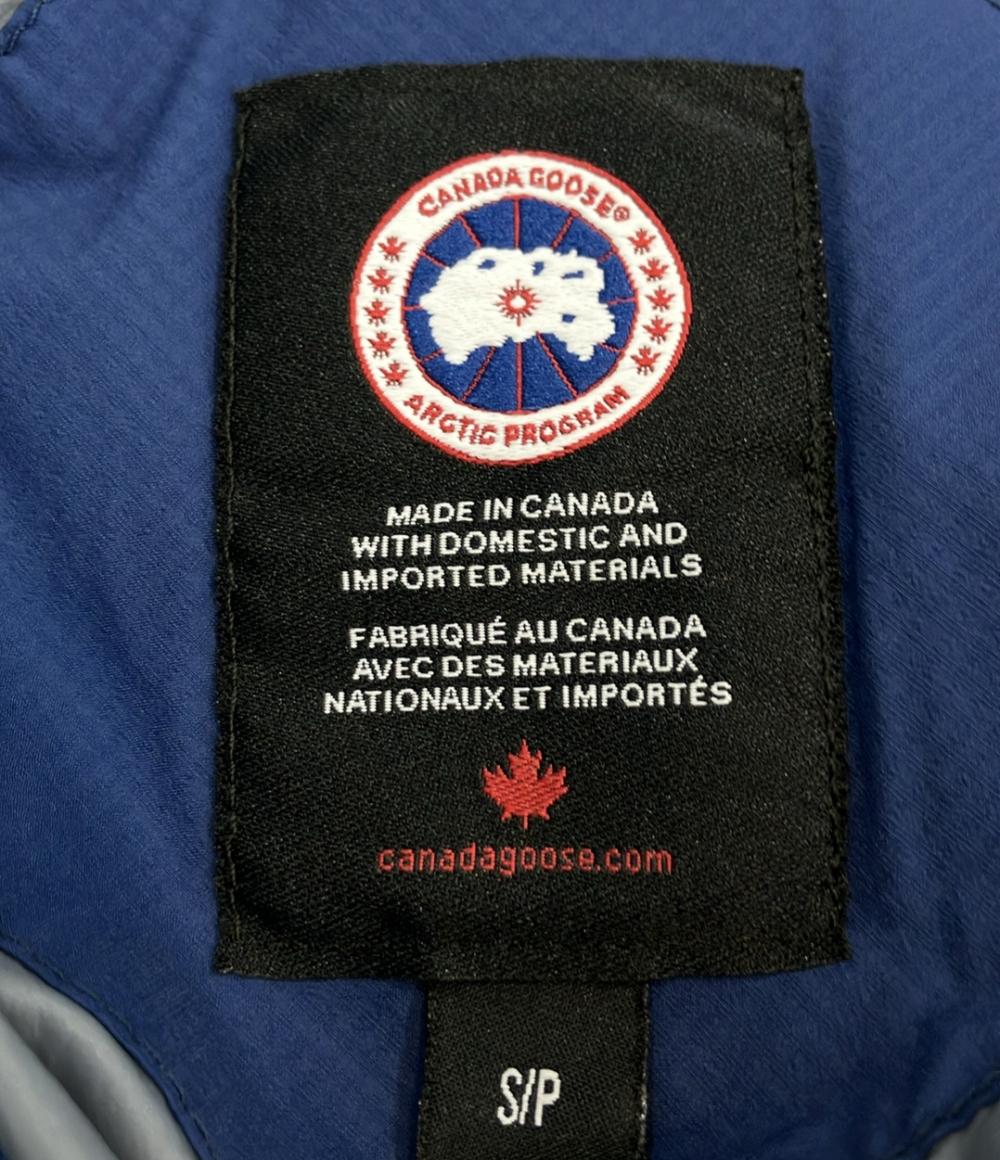 CANADA GOOSE®
ARCTIC PROGRAM
MADE IN CANADA
WITH DOMESTIC AND
IMPORTED MATERIALS
FABRIQUÉ AU CANADA
AVEC DES MATERIAUX
NATIONAUX ET IMPORTÉS
canadagoose.com
S/P